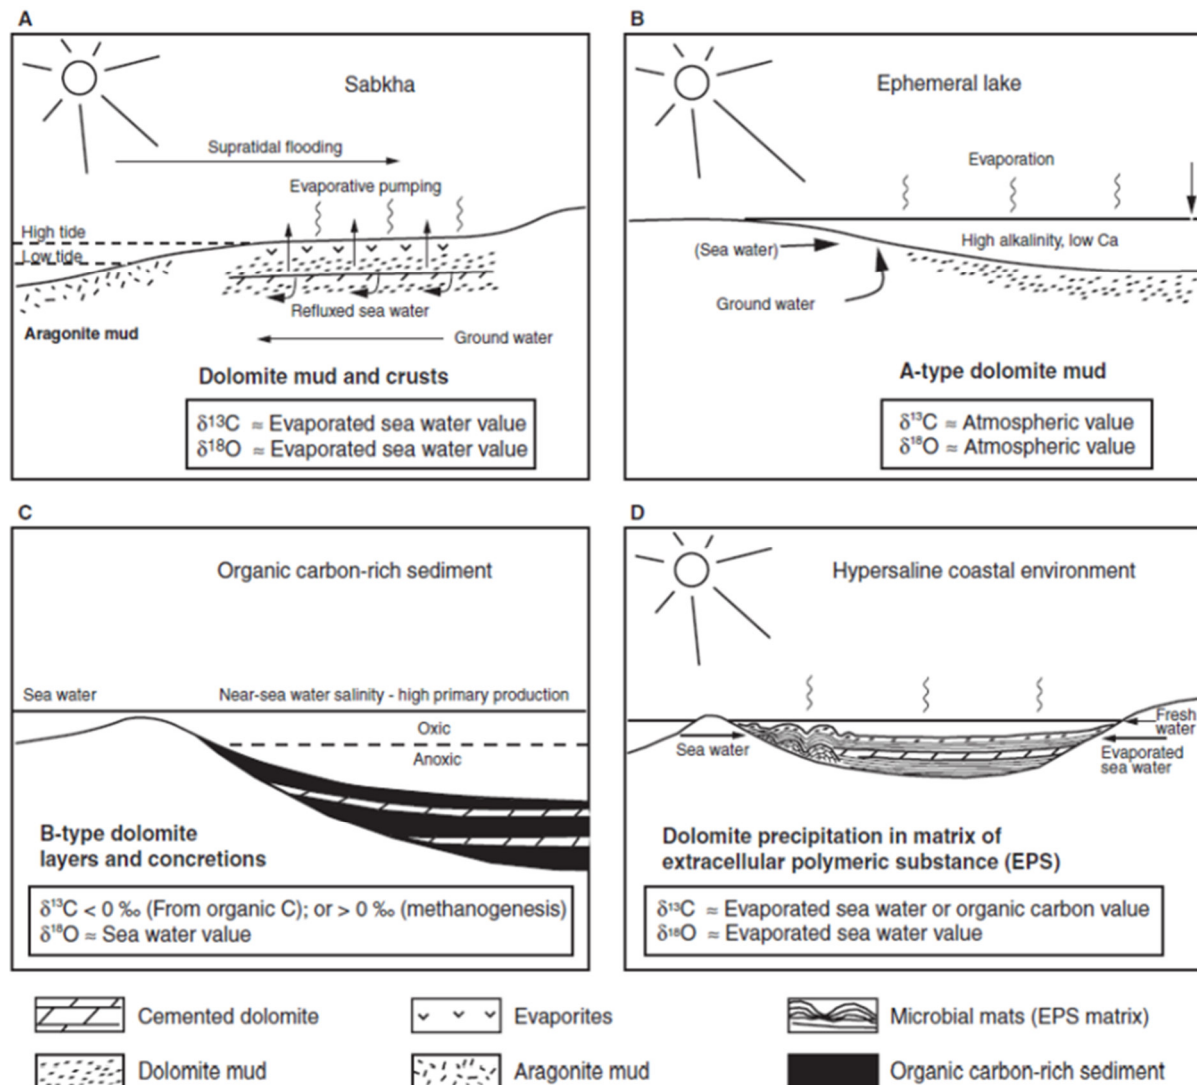 A
Sabkha
Supratidal flooding
Evaporative pumping
High tide
Low tide
Refluxed sea water
Aragonite mud
Ground water
Dolomite mud and crusts
δ¹³C ≈ Evaporated sea water value
δ¹⁸O ≈ Evaporated sea water value
B
Ephemeral lake
Evaporation
(Sea water)
High alkalinity, low Ca
Ground water
A-type dolomite mud
δ¹³C ≈ Atmospheric value
δ¹⁸O ≈ Atmospheric value
C
Organic carbon-rich sediment
Sea water
Near-sea water salinity - high primary production
Oxic
Anoxic
B-type dolomite
layers and concretions
δ¹³C < 0 ‰ (From organic C); or > 0 ‰ (methanogenesis)
δ¹⁸O ≈ Sea water value
D
Hypersaline coastal environment
Sea water
Fresh
water
Evaporated
sea water
Dolomite precipitation in matrix of
extracellular polymeric substance (EPS)
δ¹³C ≈ Evaporated sea water or organic carbon value
δ¹⁸O ≈ Evaporated sea water value
Cemented dolomite
Evaporites
Microbial mats (EPS matrix)
Dolomite mud
Aragonite mud
Organic carbon-rich sediment